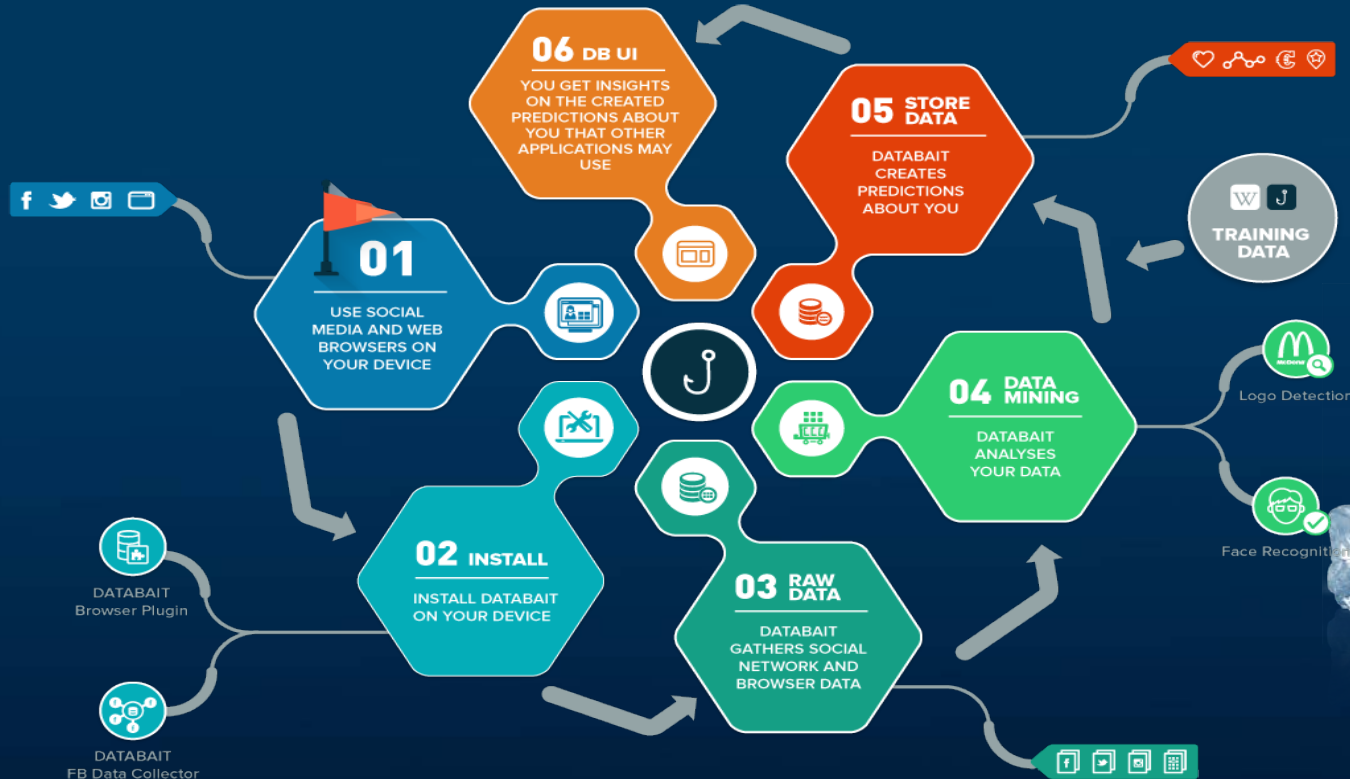 01
USE SOCIAL
MEDIA AND WEB
BROWSERS ON
YOUR DEVICE
02 INSTALL
INSTALL DATABAIT
ON YOUR DEVICE
DATABAIT
Browser Plugin
DATABAIT
FB Data Collector
03 RAW
DATA
DATABAIT
GATHERS SOCIAL
NETWORK AND
BROWSER DATA
04 DATA
MINING
DATABAIT
ANALYSES
YOUR DATA
Logo Detection
Face Recognition
TRAINING
DATA
W
05 STORE
DATA
DATABAIT
CREATES
PREDICTIONS
ABOUT YOU
06 DB UI
YOU GET INSIGHTS
ON THE CREATED
PREDICTIONS ABOUT
YOU THAT OTHER
APPLICATIONS MAY
USE